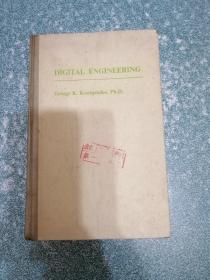 DIGITAL ENGINEERING
George K. Kostopoulos, Ph.D.